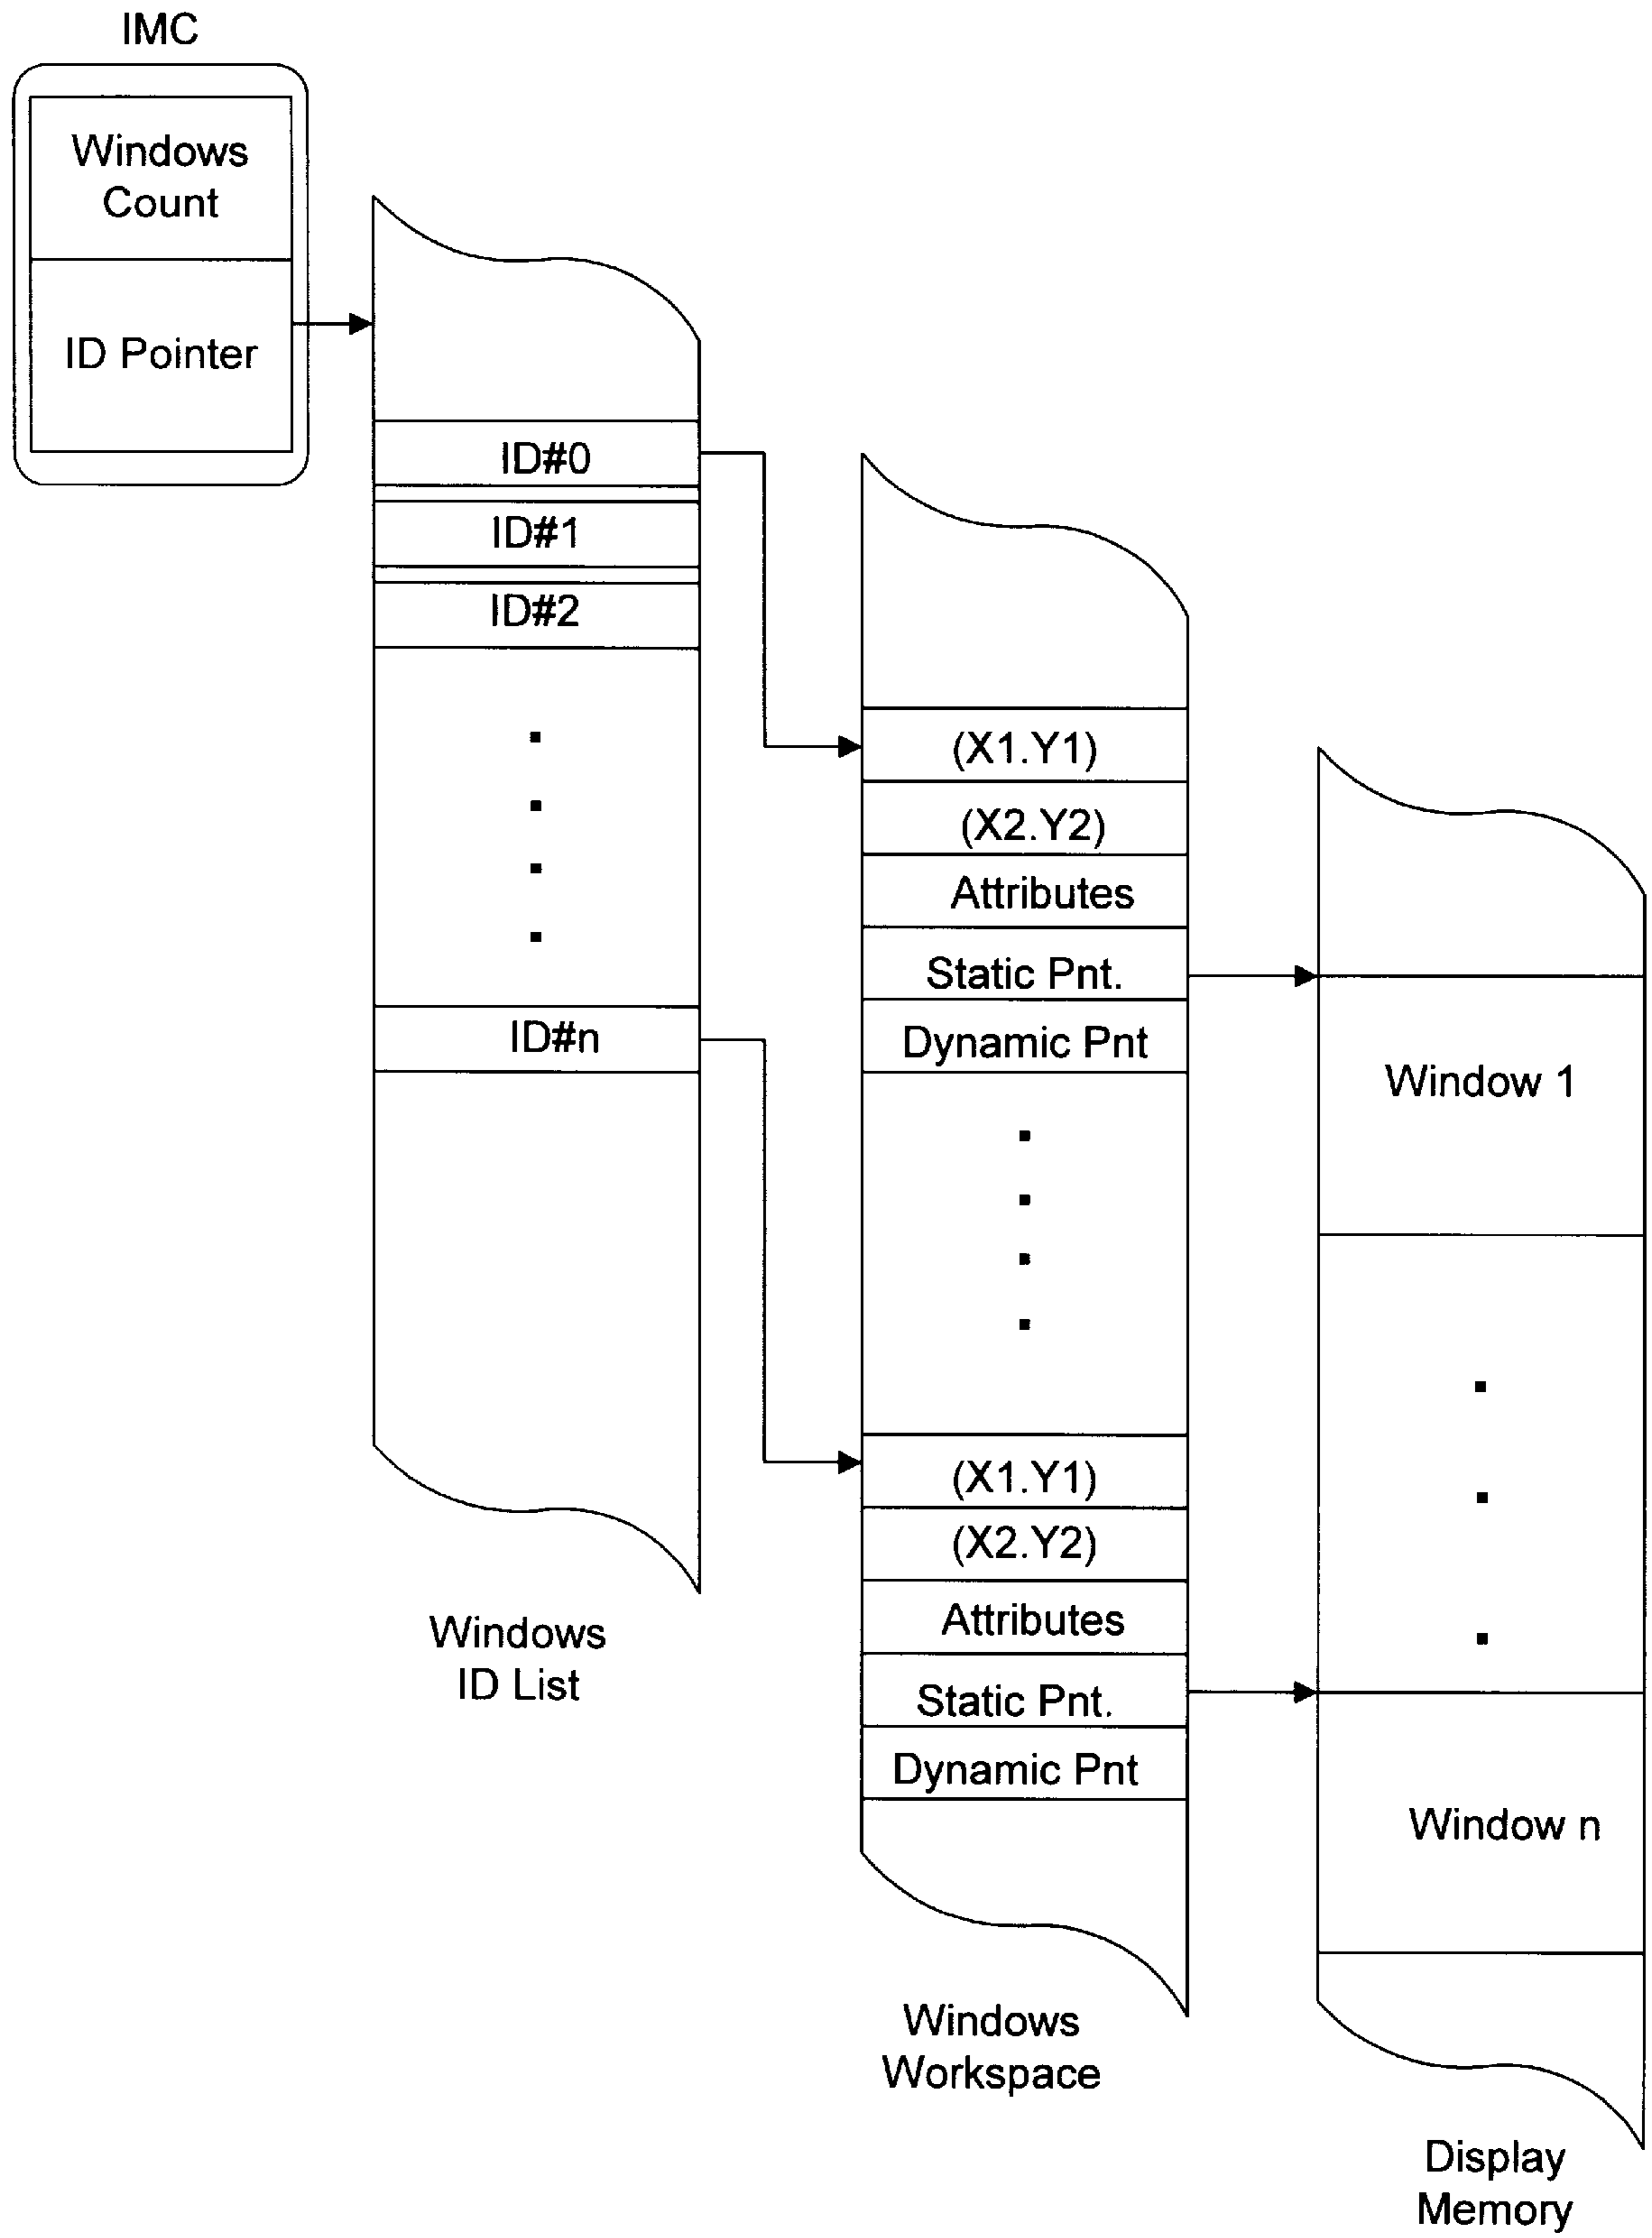 IMC
Windows
Count
ID Pointer
ID#0
ID#1
ID#2
ID#n
Windows
ID List
(X1.Y1)
(X2.Y2)
Attributes
Static Pnt.
Dynamic Pnt
(X1.Y1)
(X2.Y2)
Attributes
Static Pnt.
Dynamic Pnt
Windows
Workspace
Window 1
Window n
Display
Memory